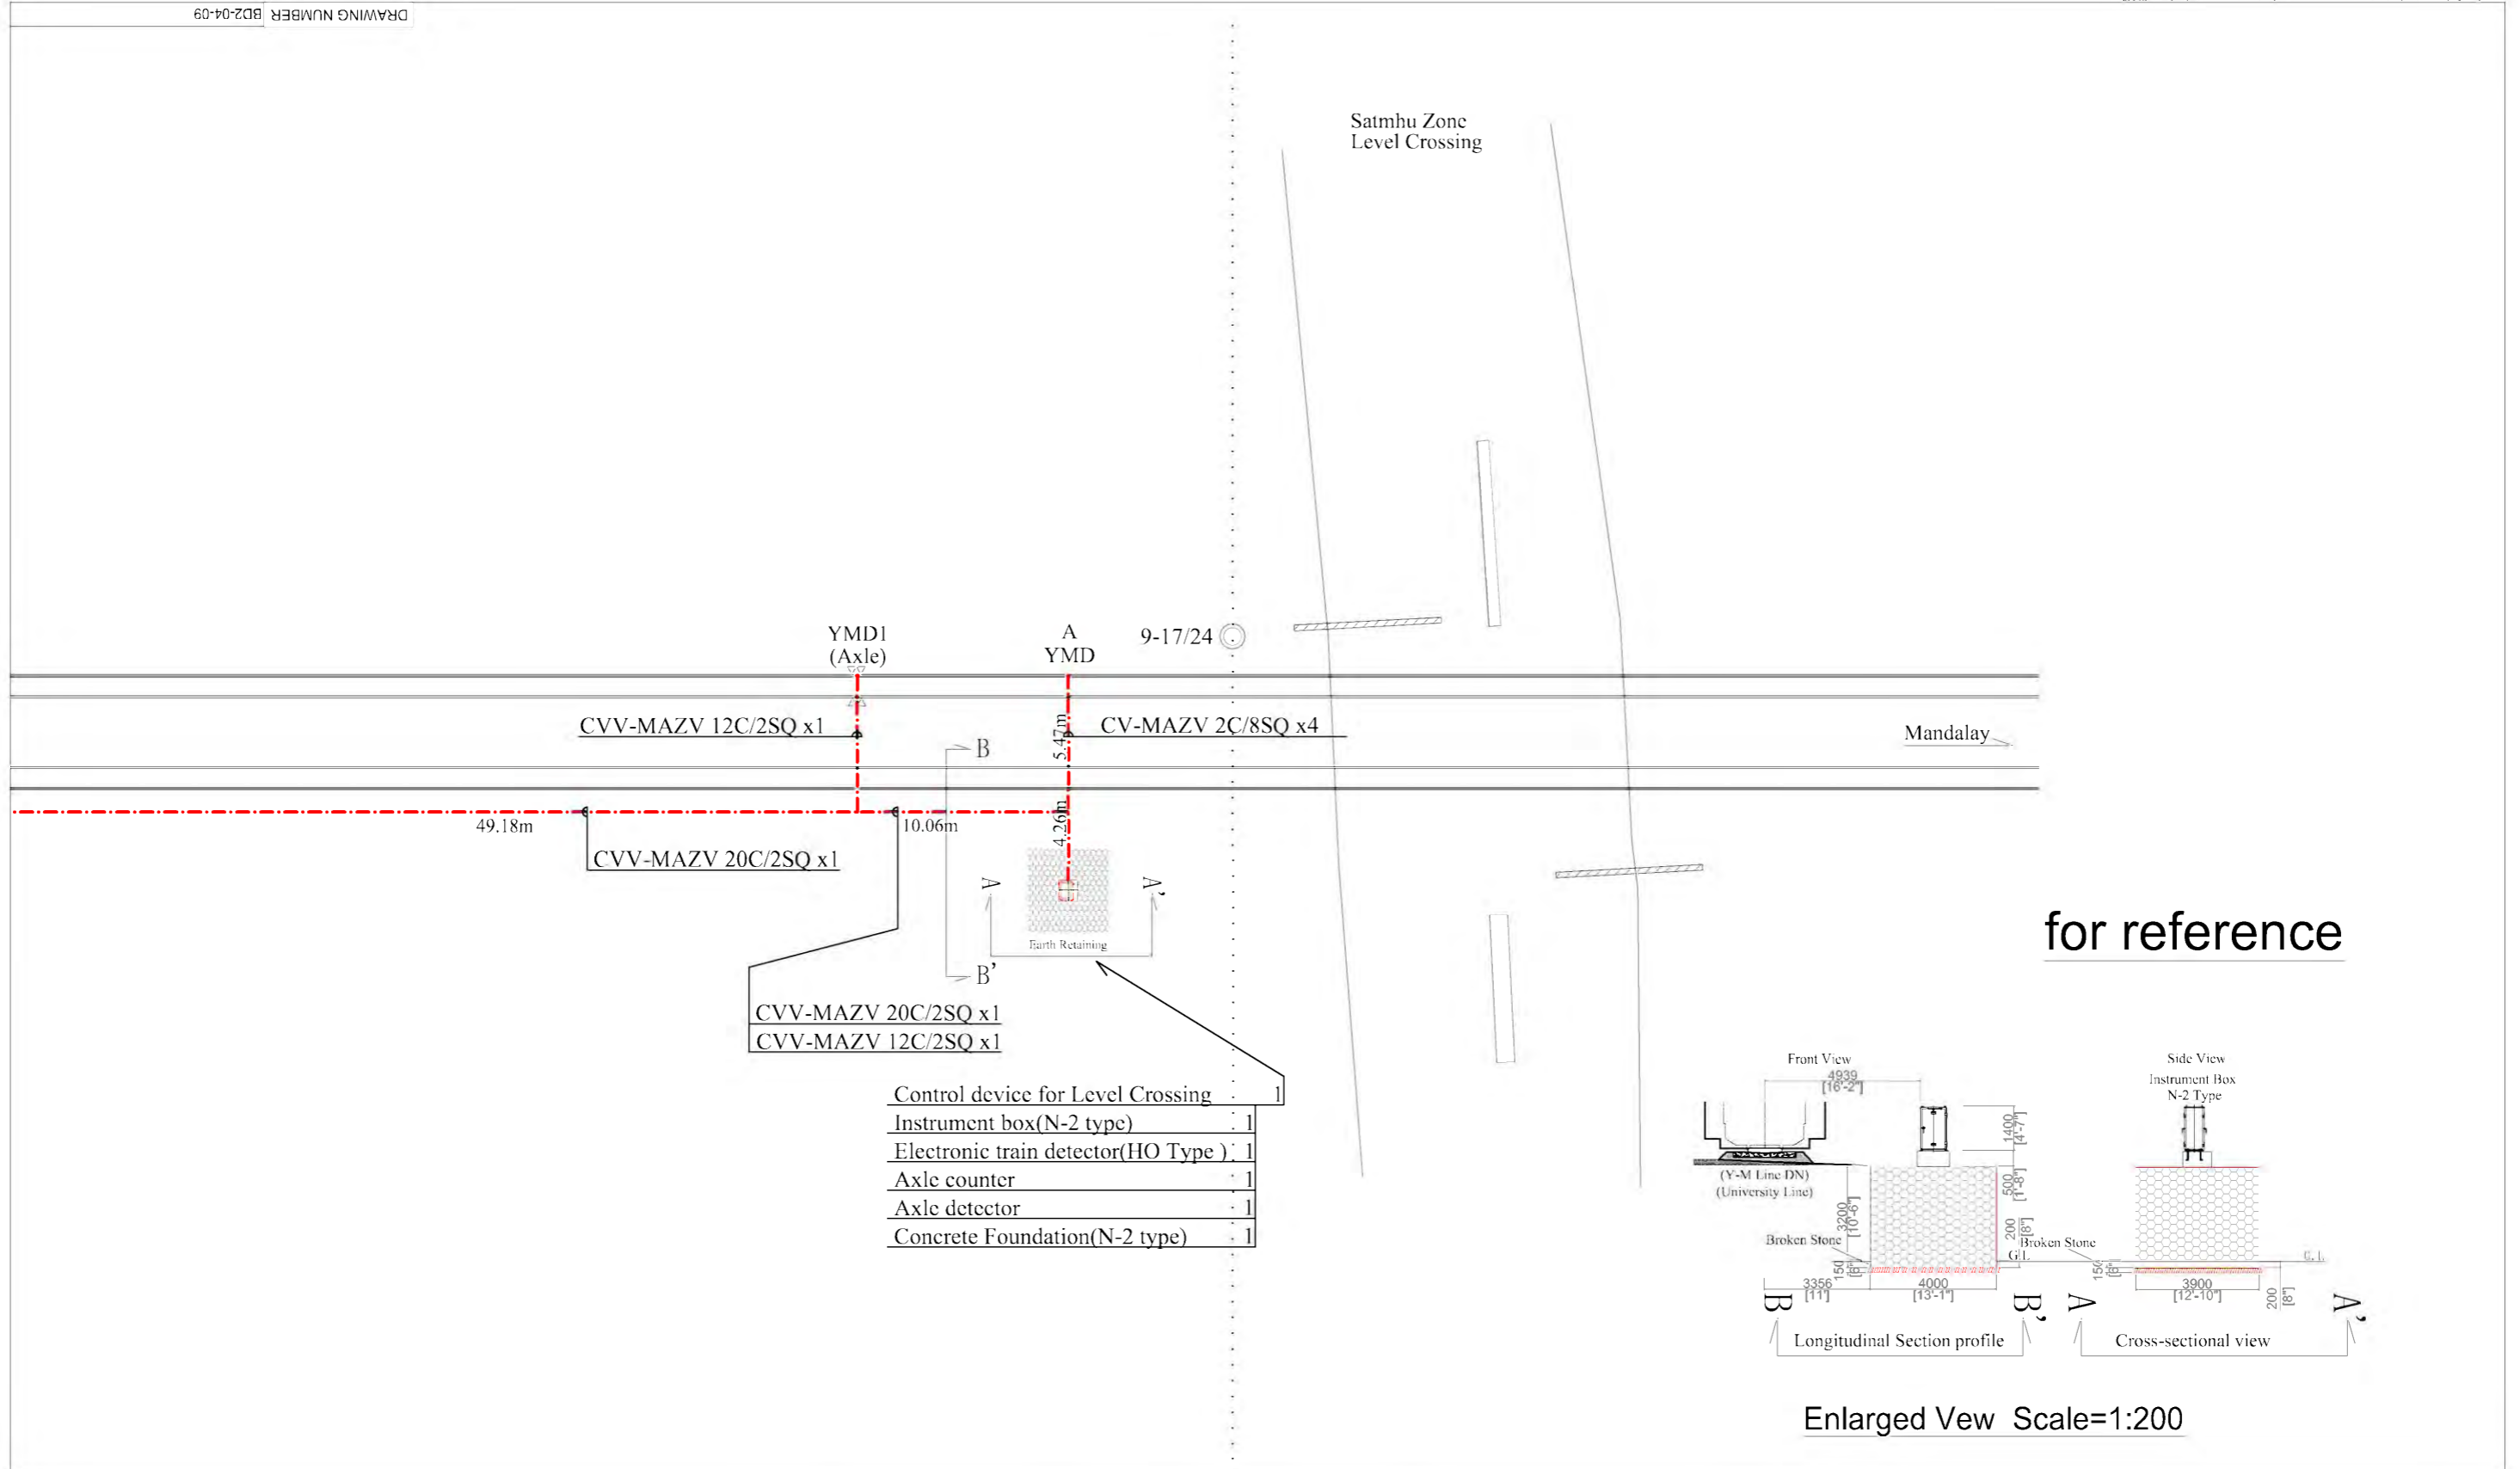 DRAWING NUMBER BD2-04-09
Satmhu Zone
Level Crossing
YMD1
(Axle)
A
YMD
9-17/24
CVV-MAZV 12C/2SQ x1
CV-MAZV 2C/8SQ x4
5.47m
B
Mandalay
49.18m
10.06m
4.26m
CVV-MAZV 20C/2SQ x1
A
A'
Earth Retaining
B'
CVV-MAZV 20C/2SQ x1
CVV-MAZV 12C/2SQ x1
Control device for Level Crossing 1
Instrument box(N-2 type) 1
Electronic train detector(HO Type ) 1
Axle counter 1
Axle detector 1
Concrete Foundation(N-2 type) 1
for reference
Front View
4939
[16'-2"]
1400
[4'-7"]
(Y-M Line DN)
(University Line)
500
[1'-8"]
3200
[10'-6"]
200
[8"]
Broken Stone
G.L
150
[6"]
3356
[11']
4000
[13'-1"]
B
B'
Longitudinal Section profile
Side View
Instrument Box
N-2 Type
Broken Stone
G.L
150
[6"]
3900
[12'-10"]
200
[8"]
A
A'
Cross-sectional view
Enlarged Vew Scale=1:200